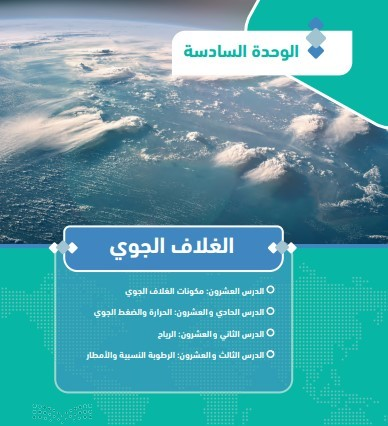 الوحدة السادسة
الغلاف الجوي
الدرس العشرون: مكونات الغلاف الجوي
الدرس الحادي والعشرون: الحرارة والضغط الجوي
الدرس الثاني والعشرون: الرياح
الدرس الثالث والعشرون: الرطوبة النسبية والأمطار